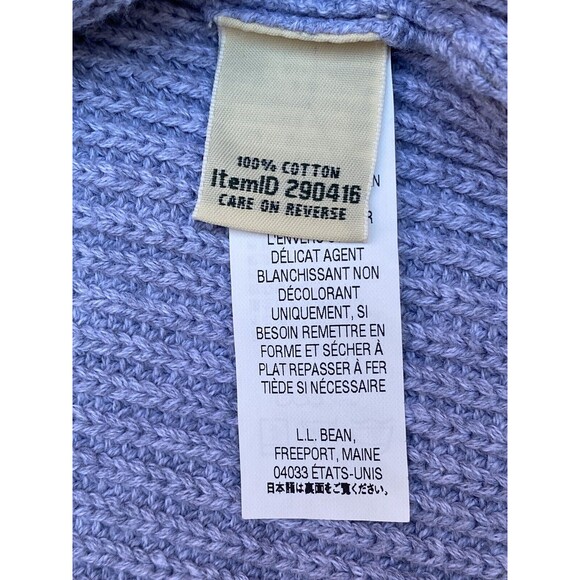 100% COTTON
ItemID 290416
CARE ON REVERSE
N
R
L'ENVERS
DÉLICAT AGENT
BLANCHISSANT NON
DÉCOLORANT
UNIQUEMENT, SI
BESOIN REMETTRE EN
FORME ET SÉCHER À
PLAT REPASSER À FER
TIÈDE SI NÉCESSAIRE
L.L. BEAN,
FREEPORT, MAINE
04033 ÉTATS-UNIS
日本語は裏面をご覧ください。